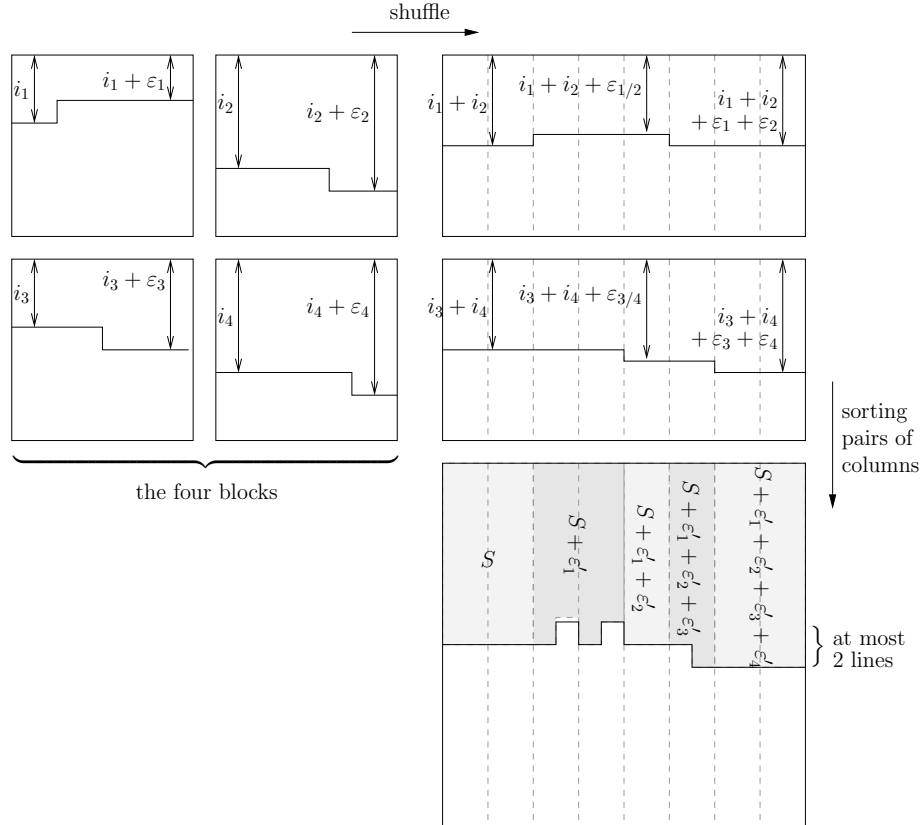 shuffle
i₁
i₁ + ε₁
i₂
i₂ + ε₂
i₁ + i₂
i₁ + i₂ + ε₁/₂
i₁ + i₂
+ ε₁ + ε₂
i₃
i₃ + ε₃
i₄
i₄ + ε₄
i₃ + i₄
i₃ + i₄ + ε₃/₄
i₃ + i₄
+ ε₃ + ε₄
sorting
pairs of
columns
the four blocks
S
S + ε′₁
S + ε′₁ + ε′₂
S + ε′₁ + ε′₂ + ε′₃
S + ε′₁ + ε′₂ + ε′₃ + ε′₄
at most
2 lines